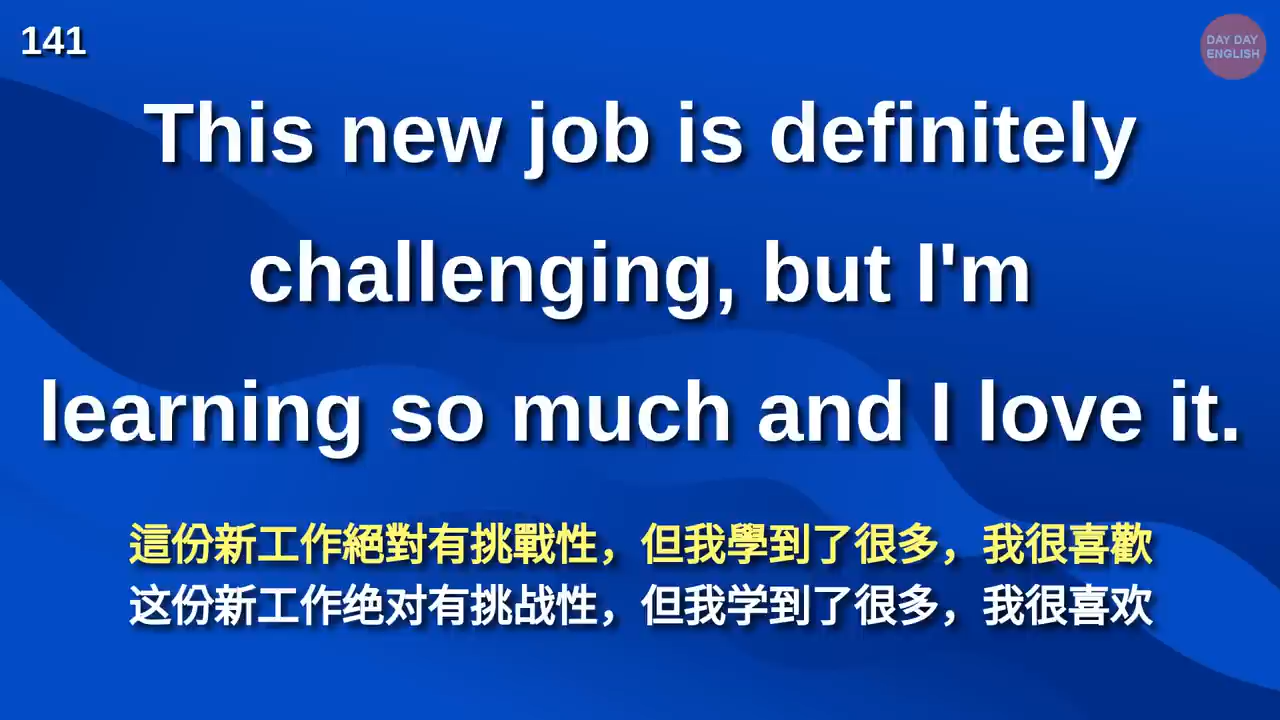 141
DAY DAY
ENGLISH
This new job is definitely
challenging, but I'm
learning so much and I love it.
這份新工作絕對有挑戰性，但我學到了很多，我很喜歡
这份新工作绝对有挑战性，但我学到了很多，我很喜欢